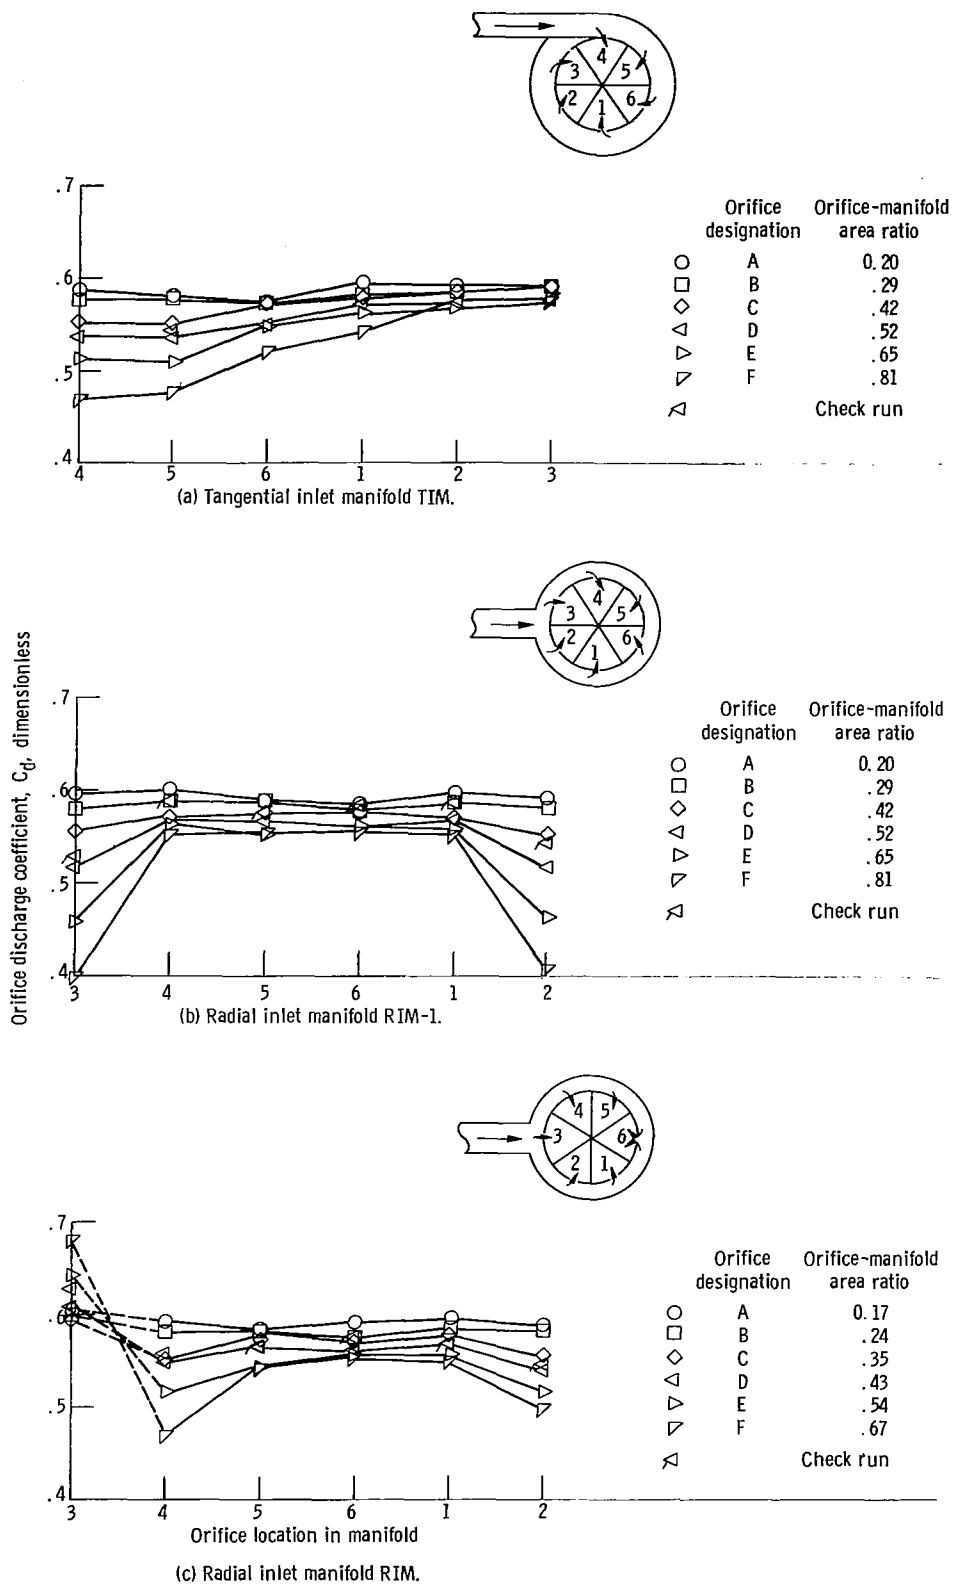 4
3 5
2 6
1
.7
.6
.5
.4
4 5 6 1 2 3
Orifice designation Orifice-manifold area ratio
A 0.20
B .29
C .42
D .52
E .65
F .81
Check run
(a) Tangential inlet manifold TIM.
Orifice discharge coefficient, Cd, dimensionless
4
3 5
2 6
1
.7
.6
.5
.4
3 4 5 6 1 2
Orifice designation Orifice-manifold area ratio
A 0.20
B .29
C .42
D .52
E .65
F .81
Check run
(b) Radial inlet manifold RIM-1.
4 5
3 6
2 1
.7
.6
.5
.4
3 4 5 6 1 2
Orifice designation Orifice-manifold area ratio
A 0.17
B .24
C .35
D .43
E .54
F .67
Check run
Orifice location in manifold
(c) Radial inlet manifold RIM.